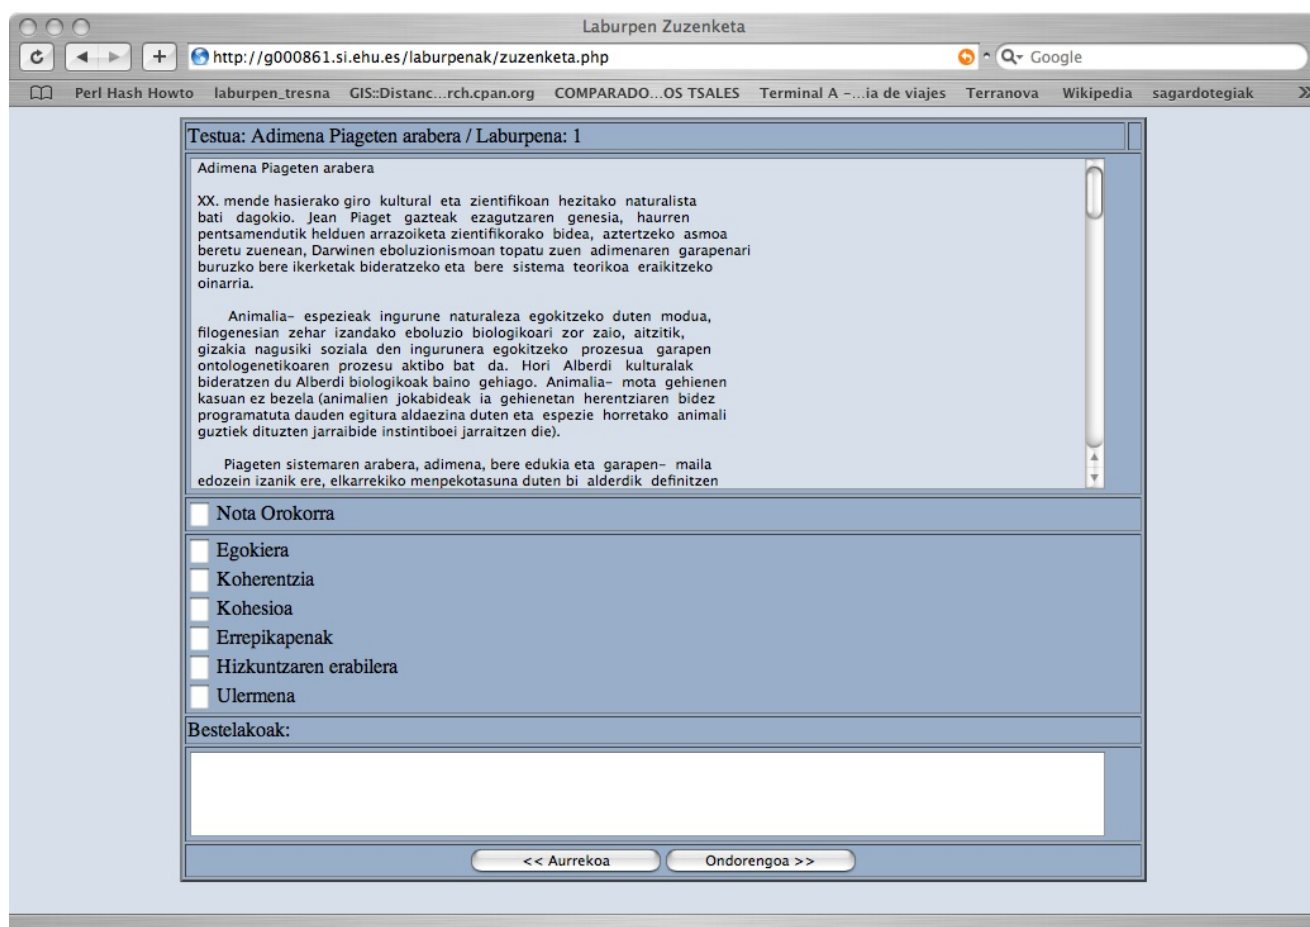 Laburpen Zuzenketa
http://g000861.si.ehu.es/laburpenak/zuzenketa.php
Google
Perl Hash Howto laburpen_tresna GIS::Distanc...rch.cpan.org COMPARADO...OS TSALES Terminal A -...ia de viajes Terranova Wikipedia sagardotegiak
Testua: Adimena Piageten arabera / Laburpena: 1
Adimena Piageten arabera
XX. mende hasierako giro kultural eta zientifikoan hezitako naturalista
bati dagokio. Jean Piaget gazteak ezagutzaren genesia, haurren
pentsamendutik helduen arrazoiketa zientifikorako bidea, aztertzeko asmoa
beretu zuenean, Darwinen eboluzionismoan topatu zuen adimenaren garapenari
buruzko bere ikerketak bideratzeko eta bere sistema teorikoa eraikitzeko
oinarria.
Animalia- espezieak ingurune naturaleza egokitzeko duten modua,
filogenesian zehar izandako eboluzio biologikoari zor zaio, aitzitik,
gizakia nagusiki soziala den ingurunera egokitzeko prozesua garapen
ontologenetikoaren prozesu aktibo bat da. Hori Alberdi kulturalak
bideratzen du Alberdi biologikoak baino gehiago. Animalia- mota gehienen
kasuan ez bezela (animalien jokabideak ia gehienetan herentziaren bidez
programatuta dauden egitura aldaezina duten eta espezie horretako animali
guztiek dituzten jarraibide instintiboei jarraitzen die).
Piageten sistemaren arabera, adimena, bere edukia eta garapen- maila
edozein izanik ere, elkarrekiko menpekotasuna duten bi alderdik definitzen
Nota Orokorra
Egokiera
Koherentzia
Kohesioa
Errepikapenak
Hizkuntzaren erabilera
Ulermena
Bestelakoak:
<< Aurrekoa Ondorengoa >>